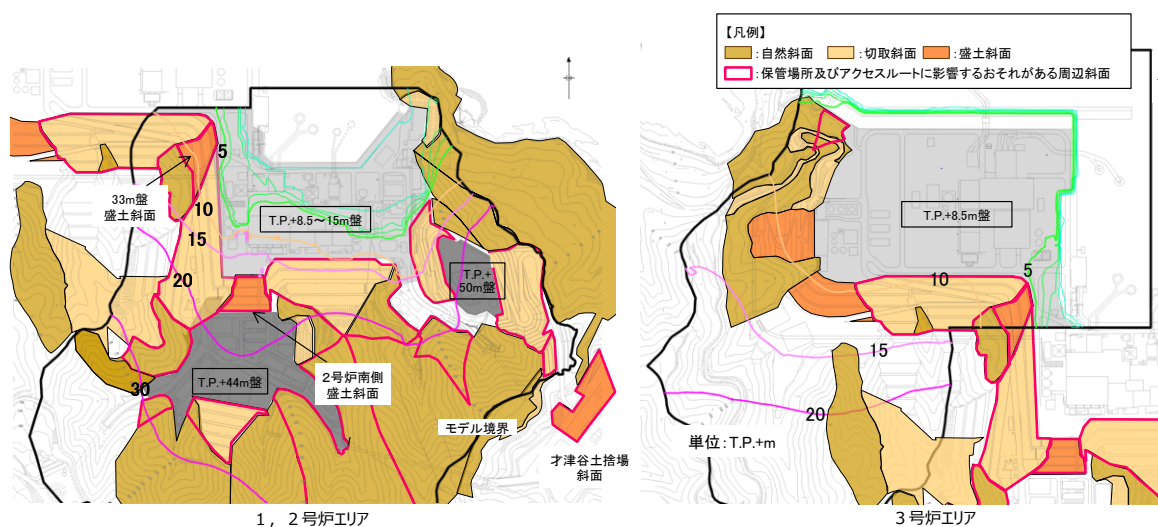 5
33m盤
盛土斜面
10
T.P.+8.5~15m盤
15
20
T.P.+
50m盤
T.P.+44m盤
30
2号炉南側
盛土斜面
モデル境界
才津谷土捨場
斜面
1,2号炉エリア
【凡例】
:自然斜面 :切取斜面 :盛土斜面
:保管場所及びアクセスルートに影響するおそれがある周辺斜面
T.P.+8.5m盤
5
10
15
20
単位:T.P.+m
3号炉エリア